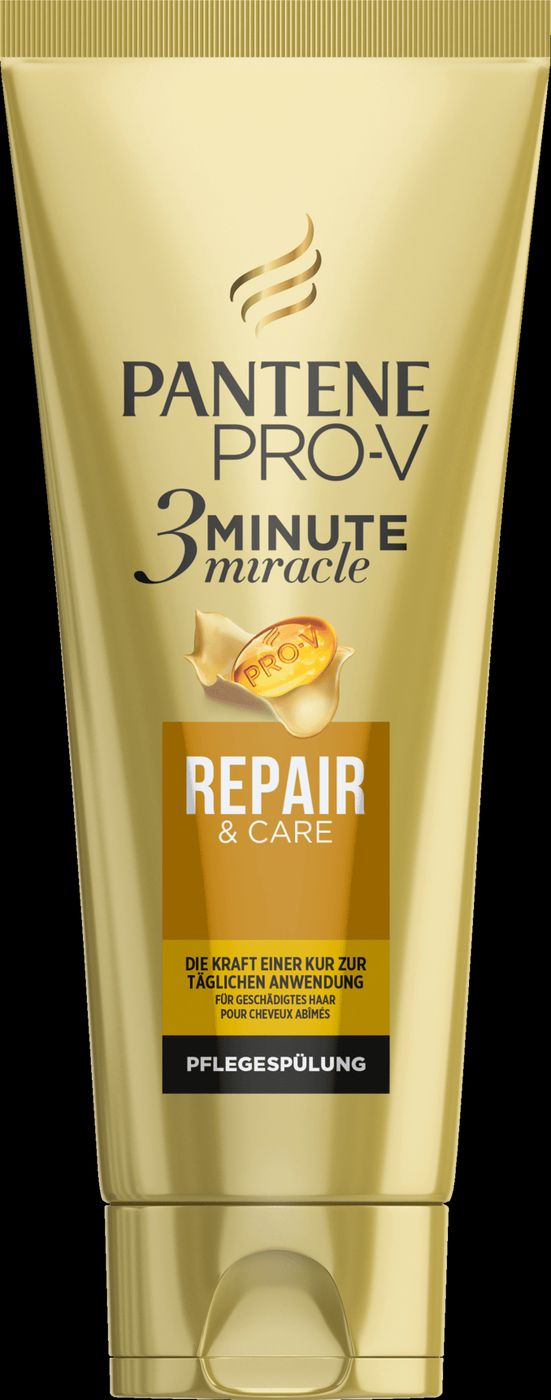 PANTENE
PRO-V
3 MINUTE
miracle
PRO-V
REPAIR
& CARE
DIE KRAFT EINER KUR ZUR
TÄGLICHEN ANWENDUNG
FÜR GESCHÄDIGTES HAAR
POUR CHEVEUX ABÎMÉS
PFLEGESPÜLUNG